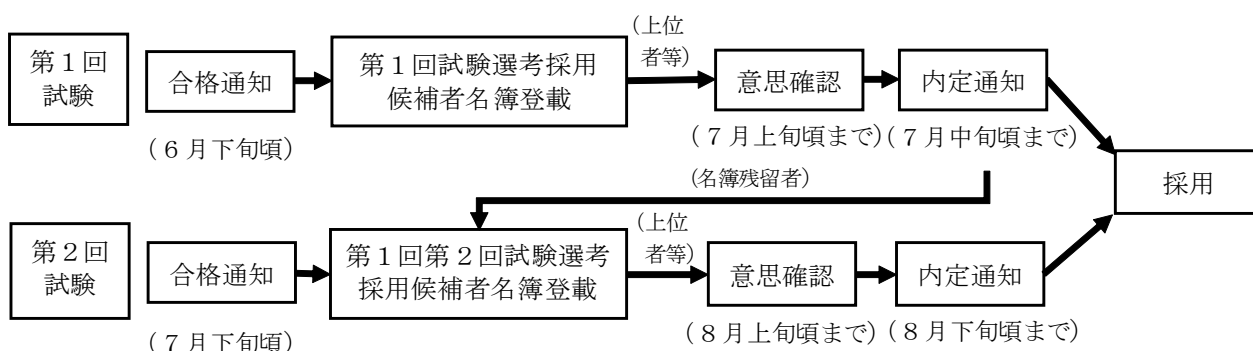 第１回
試験
合格通知
(６月下旬頃)
第１回試験選考採用
候補者名簿登載
(上位
者等)
意思確認
(７月上旬頃まで)
内定通知
(７月中旬頃まで)
採用
(名簿残留者)
第２回
試験
合格通知
(７月下旬頃)
第１回第２回試験選考
採用候補者名簿登載
(上位
者等)
意思確認
(８月上旬頃まで)
内定通知
(８月下旬頃まで)